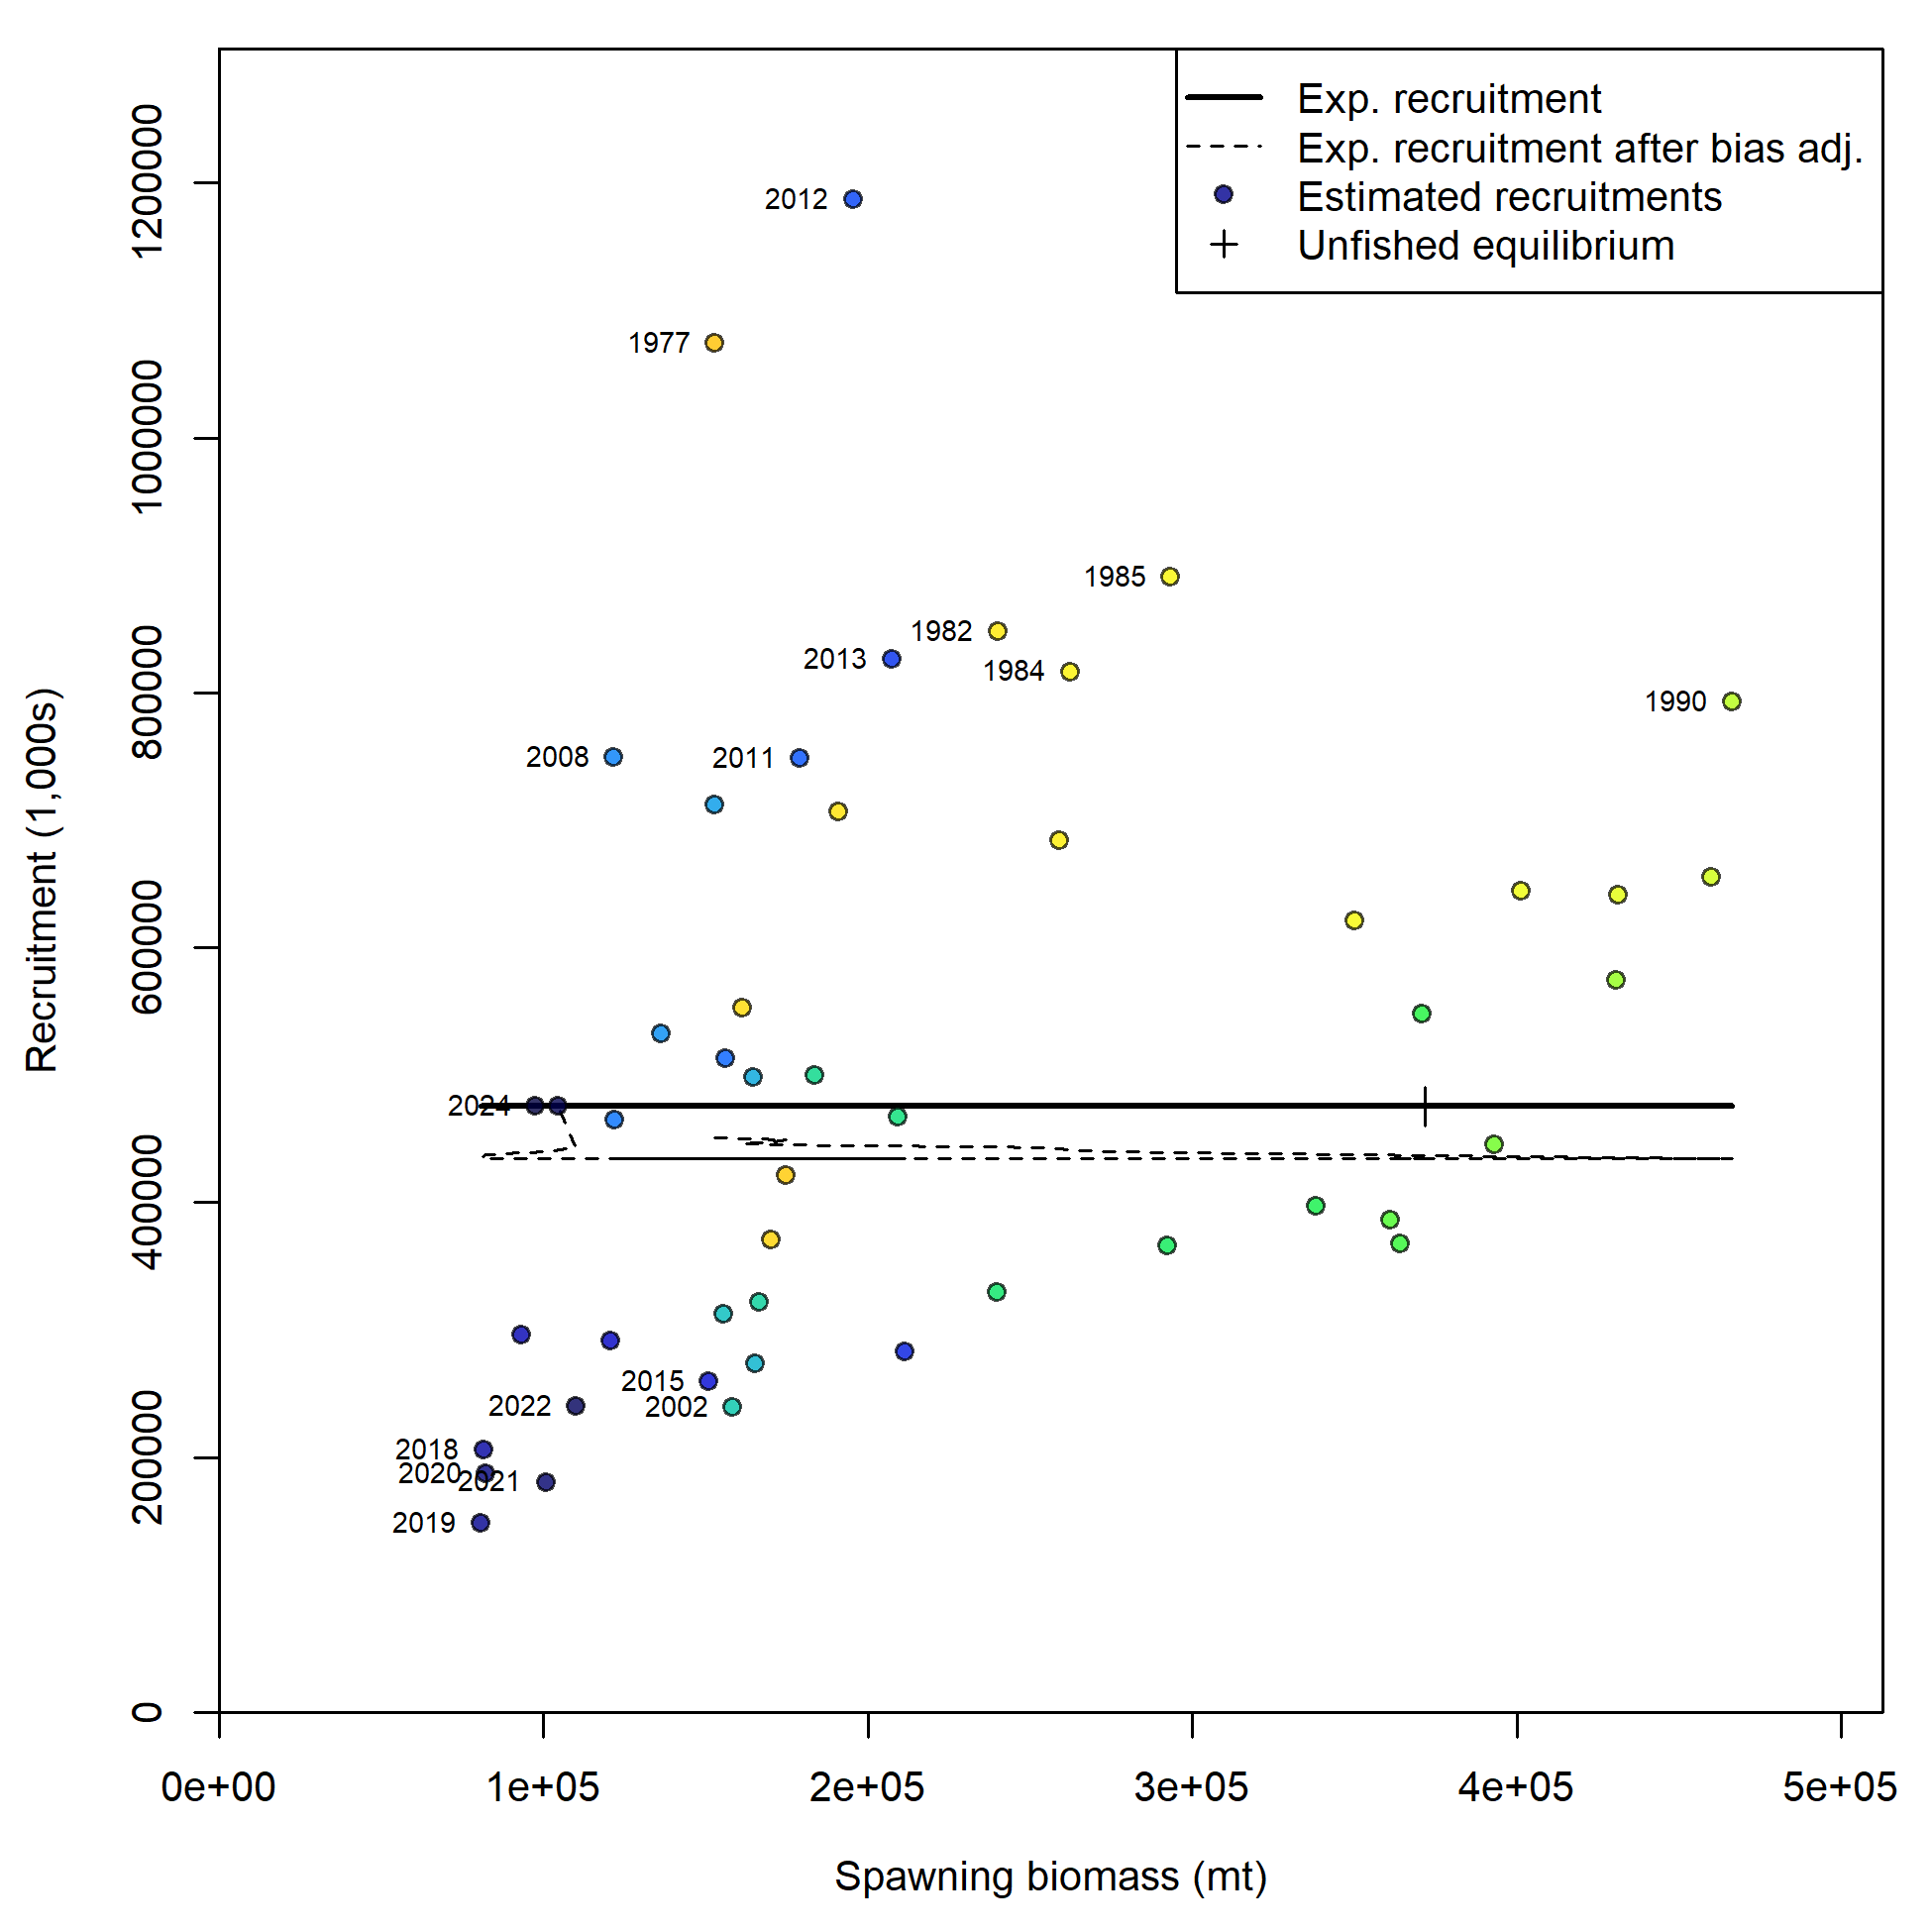 Exp. recruitment
Exp. recruitment after bias adj.
Estimated recruitments
Unfished equilibrium
2012
1977
1985
1982
2013
1984
1990
2008
2011
2024
2015
2022
2002
2018
2020
2021
2019
Recruitment (1,000s)
1200000
1000000
800000
600000
400000
200000
0
0e+00
1e+05
2e+05
3e+05
4e+05
5e+05
Spawning biomass (mt)